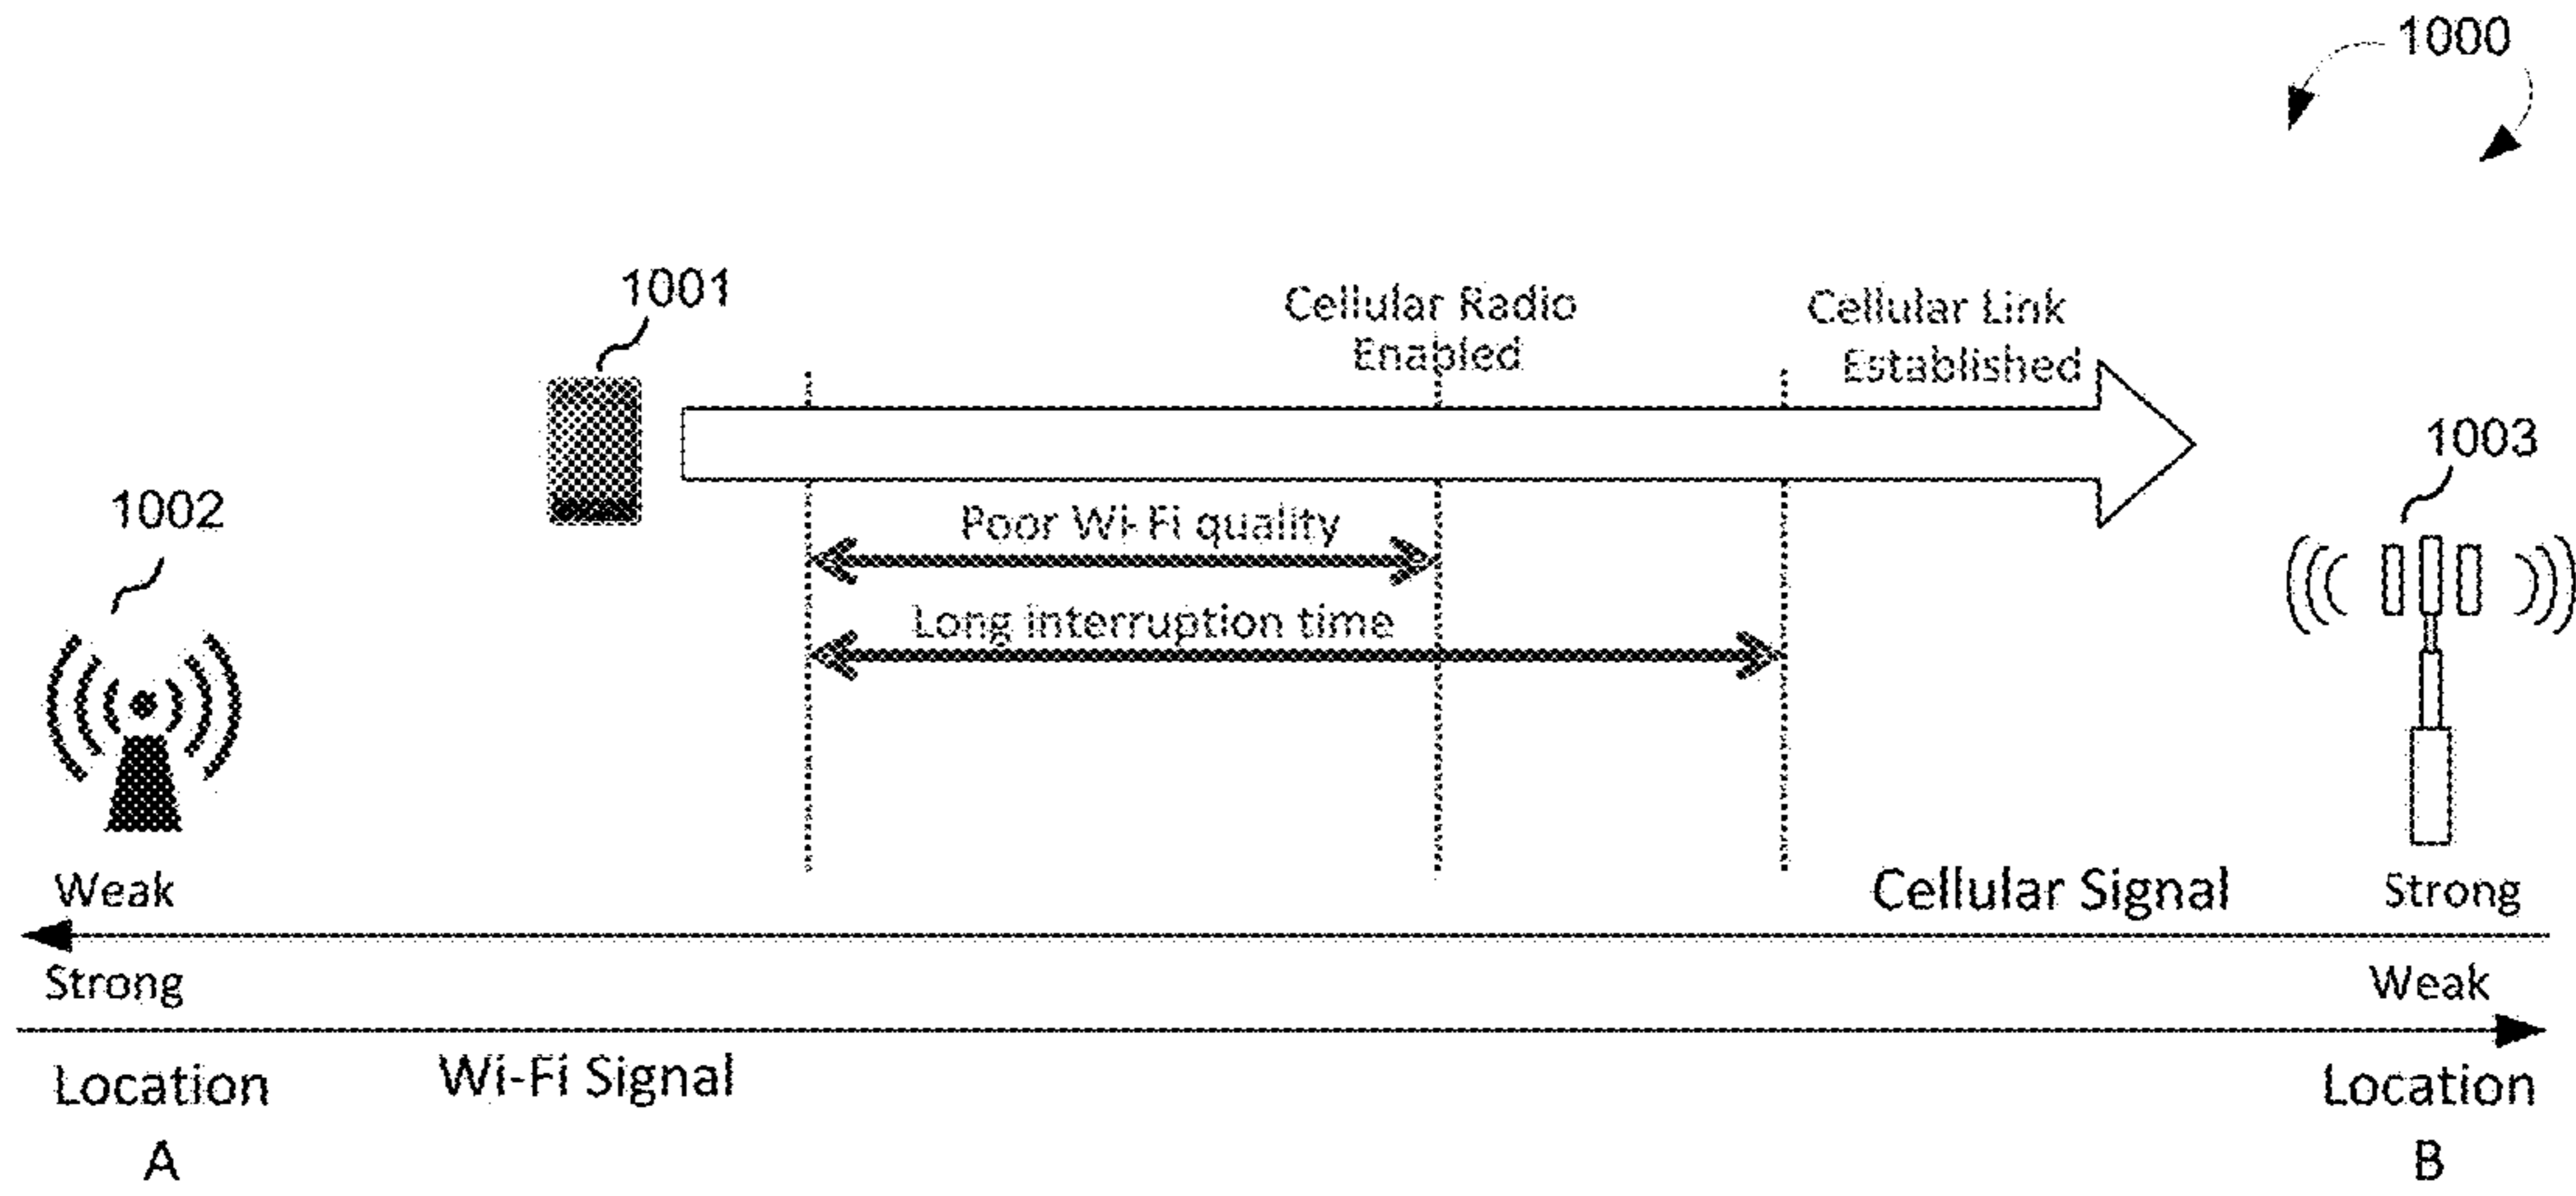 1000
1001
Cellular Radio
Enabled
Cellular Link
Established
1003
1002
Poor Wi-Fi quality
Long interruption time
Weak
Cellular Signal
Strong
Strong
Weak
Location
A
Wi-Fi Signal
Location
B